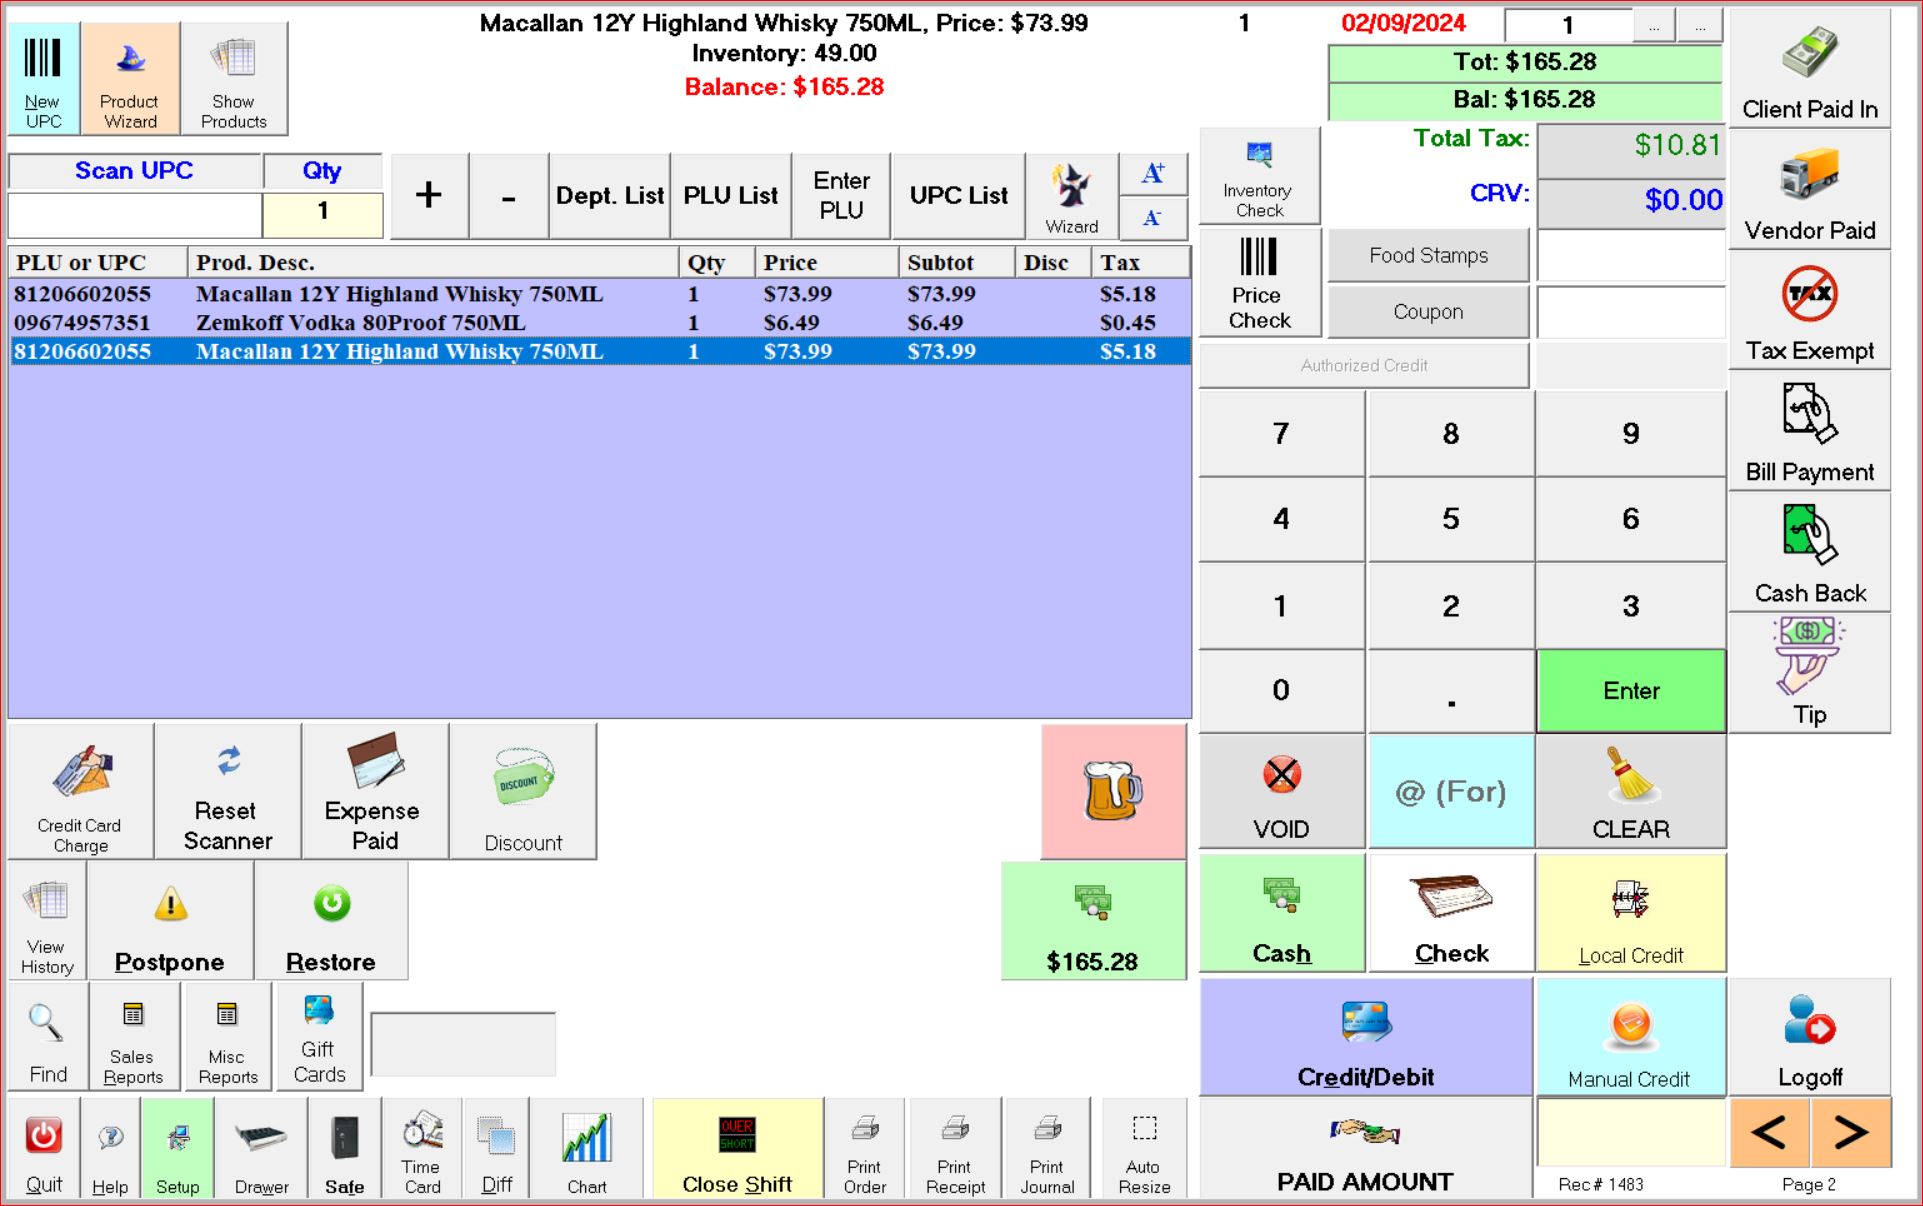 Macallan 12Y Highland Whisky 750ML, Price: $73.99
Inventory: 49.00
Balance: $165.28
1
02/09/2024
1
...
...
Tot: $165.28
Bal: $165.28
New
UPC
Product
Wizard
Show
Products
Client Paid In
Scan UPC
Qty
1
+
-
Dept. List
PLU List
Enter
PLU
UPC List
Wizard
A+
A-
Inventory
Check
Total Tax:
$10.81
CRV:
$0.00
Vendor Paid
PLU or UPC Prod. Desc. Qty Price Subtot Disc Tax
81206602055 Macallan 12Y Highland Whisky 750ML 1 $73.99 $73.99 $5.18
09674957351 Zemkoff Vodka 80Proof 750ML 1 $6.49 $6.49 $0.45
81206602055 Macallan 12Y Highland Whisky 750ML 1 $73.99 $73.99 $5.18
Price
Check
Food Stamps
Coupon
Authorized Credit
TAX
Tax Exempt
7
8
9
Bill Payment
4
5
6
Cash Back
1
2
3
0
.
Enter
$
Tip
Credit Card
Charge
Reset
Scanner
Expense
Paid
DISCOUNT
Discount
VOID
@ (For)
CLEAR
View
History
Postpone
Restore
$165.28
Cash
Check
Local Credit
Find
Sales
Reports
Misc
Reports
Gift
Cards
Credit/Debit
Manual Credit
Logoff
Quit
Help
Setup
Drawer
Safe
Time
Card
Diff
Chart
OVER
SHORT
Close Shift
Print
Order
Print
Receipt
Print
Journal
Auto
Resize
PAID AMOUNT
Rec# 1483
<
>
Page 2